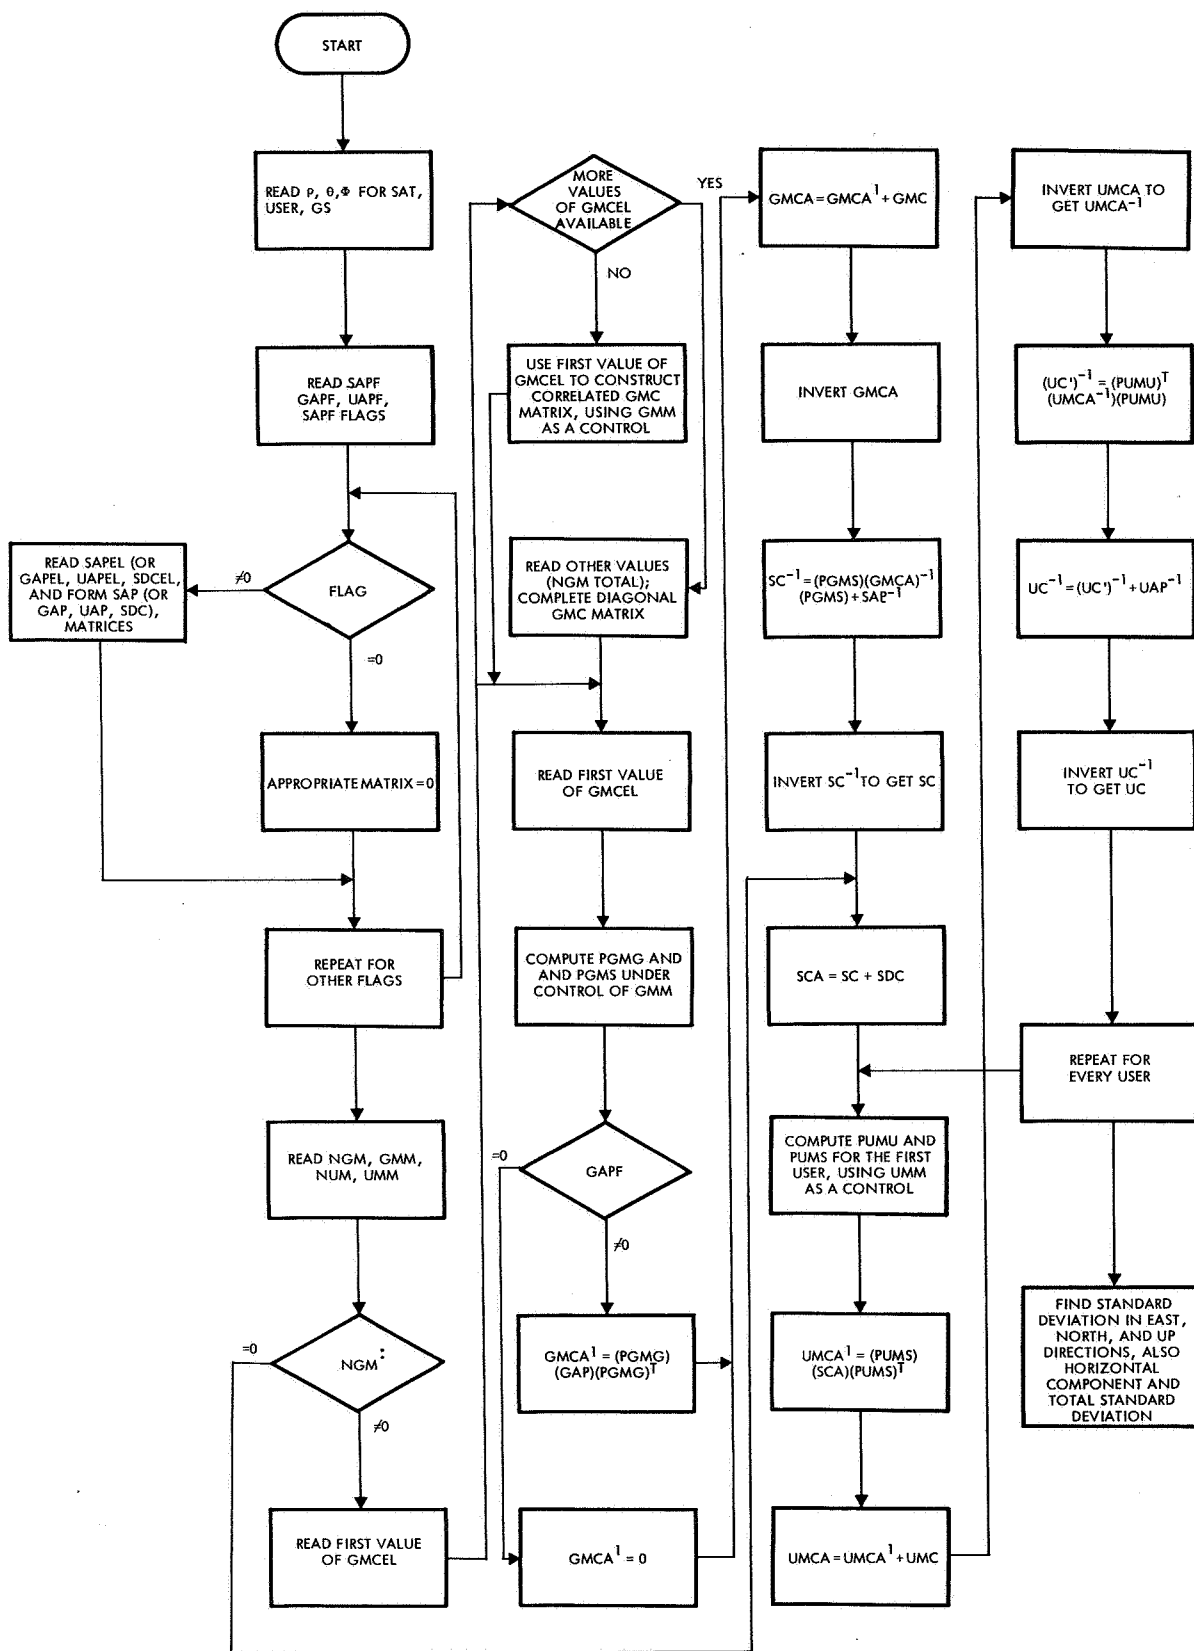 START
READ ρ, θ,Φ FOR SAT,
USER, GS
READ SAPF
GAPF, UAPF,
SAPF FLAGS
FLAG
≠0
=0
READ SAPEL (OR
GAPEL, UAPEL, SDCEL,
AND FORM SAP (OR
GAP, UAP, SDC),
MATRICES
APPROPRIATE MATRIX = 0
REPEAT FOR
OTHER FLAGS
READ NGM, GMM,
NUM, UMM
NGM :
=0
≠0
READ FIRST VALUE
OF GMCEL
MORE
VALUES
OF GMCEL
AVAILABLE
YES
NO
USE FIRST VALUE OF
GMCEL TO CONSTRUCT
CORRELATED GMC
MATRIX, USING GMM
AS A CONTROL
READ OTHER VALUES
(NGM TOTAL);
COMPLETE DIAGONAL
GMC MATRIX
READ FIRST VALUE
OF GMCEL
COMPUTE PGMG AND
AND PGMS UNDER
CONTROL OF GMM
GAPF
=0
≠0
GMCA¹ = (PGMG)
(GAP)(PGMG)ᵀ
GMCA¹ = 0
GMCA = GMCA¹ + GMC
INVERT GMCA
SC⁻¹ = (PGMS)(GMCA)⁻¹
(PGMS) + SAP⁻¹
INVERT SC⁻¹ TO GET SC
SCA = SC + SDC
COMPUTE PUMU AND
PUMS FOR THE FIRST
USER, USING UMM
AS A CONTROL
UMCA¹ = (PUMS)
(SCA)(PUMS)ᵀ
UMCA = UMCA¹ + UMC
INVERT UMCA TO
GET UMCA⁻¹
(UC')⁻¹ = (PUMU)ᵀ
(UMCA⁻¹)(PUMU)
UC⁻¹ = (UC')⁻¹ + UAP⁻¹
INVERT UC⁻¹
TO GET UC
REPEAT FOR
EVERY USER
FIND STANDARD
DEVIATION IN EAST,
NORTH, AND UP
DIRECTIONS, ALSO
HORIZONTAL
COMPONENT AND
TOTAL STANDARD
DEVIATION